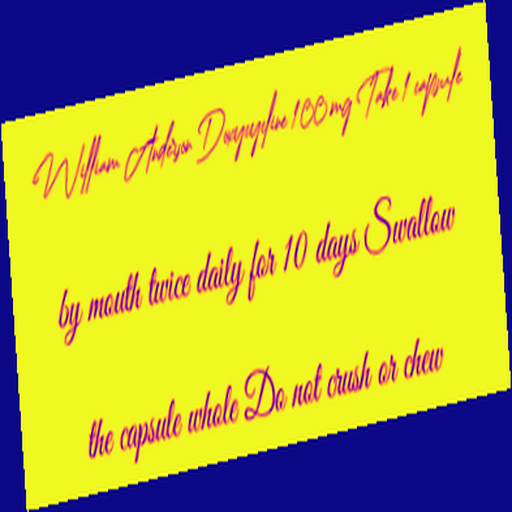 William Anderson Doxycycline 100 mg Take 1 capsule
by mouth twice daily for 10 days Swallow
the capsule whole Do not crush or chew